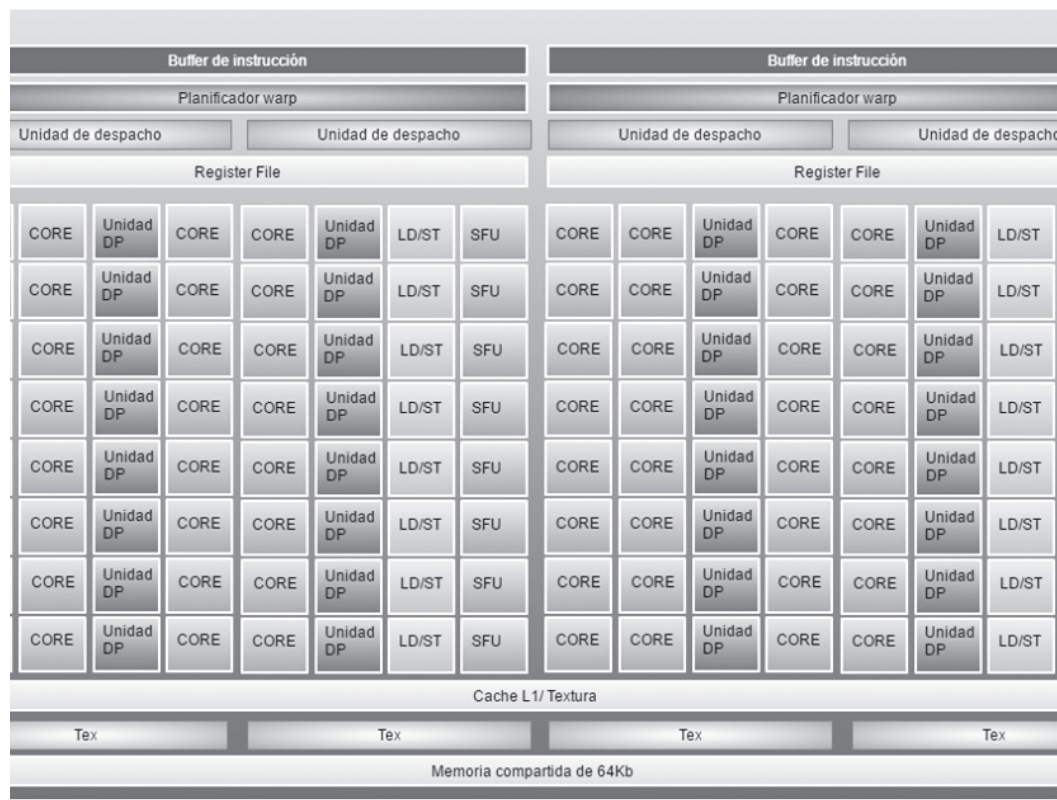 Buffer de instrucción Buffer de instrucción
Planificador warp Planificador warp
Unidad de despacho Unidad de despacho Unidad de despacho Unidad de despacho
Register File Register File
CORE Unidad DP CORE CORE Unidad DP LD/ST SFU CORE CORE Unidad DP CORE CORE Unidad DP LD/ST
CORE Unidad DP CORE CORE Unidad DP LD/ST SFU CORE CORE Unidad DP CORE CORE Unidad DP LD/ST
CORE Unidad DP CORE CORE Unidad DP LD/ST SFU CORE CORE Unidad DP CORE CORE Unidad DP LD/ST
CORE Unidad DP CORE CORE Unidad DP LD/ST SFU CORE CORE Unidad DP CORE CORE Unidad DP LD/ST
CORE Unidad DP CORE CORE Unidad DP LD/ST SFU CORE CORE Unidad DP CORE CORE Unidad DP LD/ST
CORE Unidad DP CORE CORE Unidad DP LD/ST SFU CORE CORE Unidad DP CORE CORE Unidad DP LD/ST
CORE Unidad DP CORE CORE Unidad DP LD/ST SFU CORE CORE Unidad DP CORE CORE Unidad DP LD/ST
CORE Unidad DP CORE CORE Unidad DP LD/ST SFU CORE CORE Unidad DP CORE CORE Unidad DP LD/ST
Cache L1/ Textura
Tex Tex Tex Tex
Memoria compartida de 64Kb